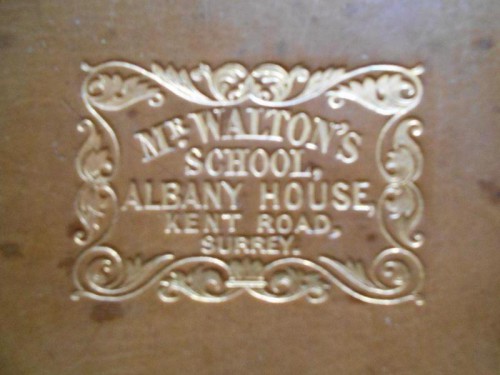 Mr. WALTON'S
SCHOOL,
ALBANY HOUSE,
KENT ROAD,
SURREY.